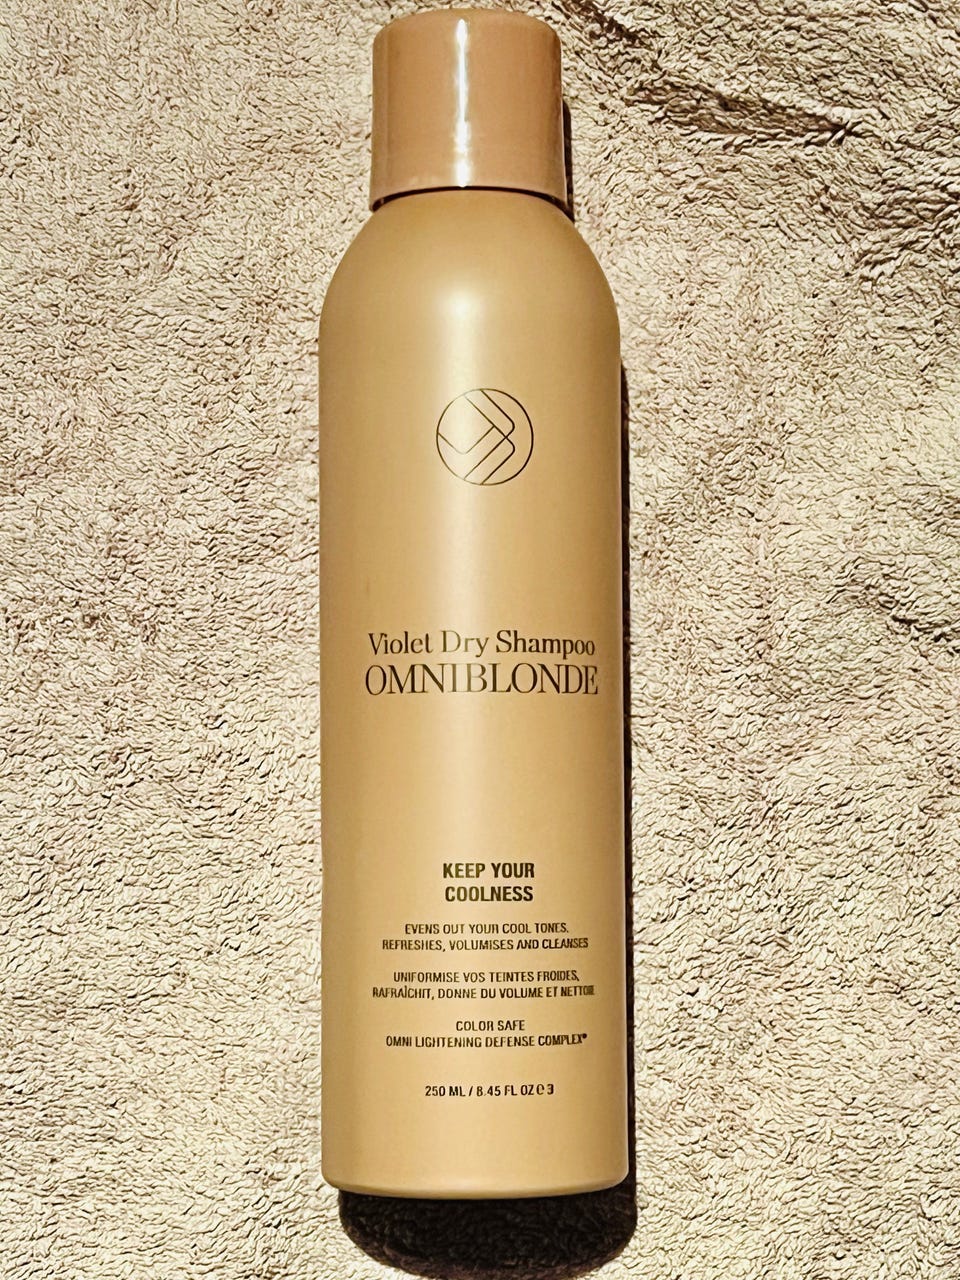 Violet Dry Shampoo
OMNIBLONDE
KEEP YOUR
COOLNESS
EVENS OUT YOUR COOL TONES.
REFRESHES, VOLUMISES AND CLEANSES
UNIFORMISE VOS TEINTES FROIDES,
RAFRAÎCHIT, DONNE DU VOLUME ET NETTOIE
COLOR SAFE
OMNI LIGHTENING DEFENSE COMPLEX®
250 ML / 8.45 FL OZ ℮ 3